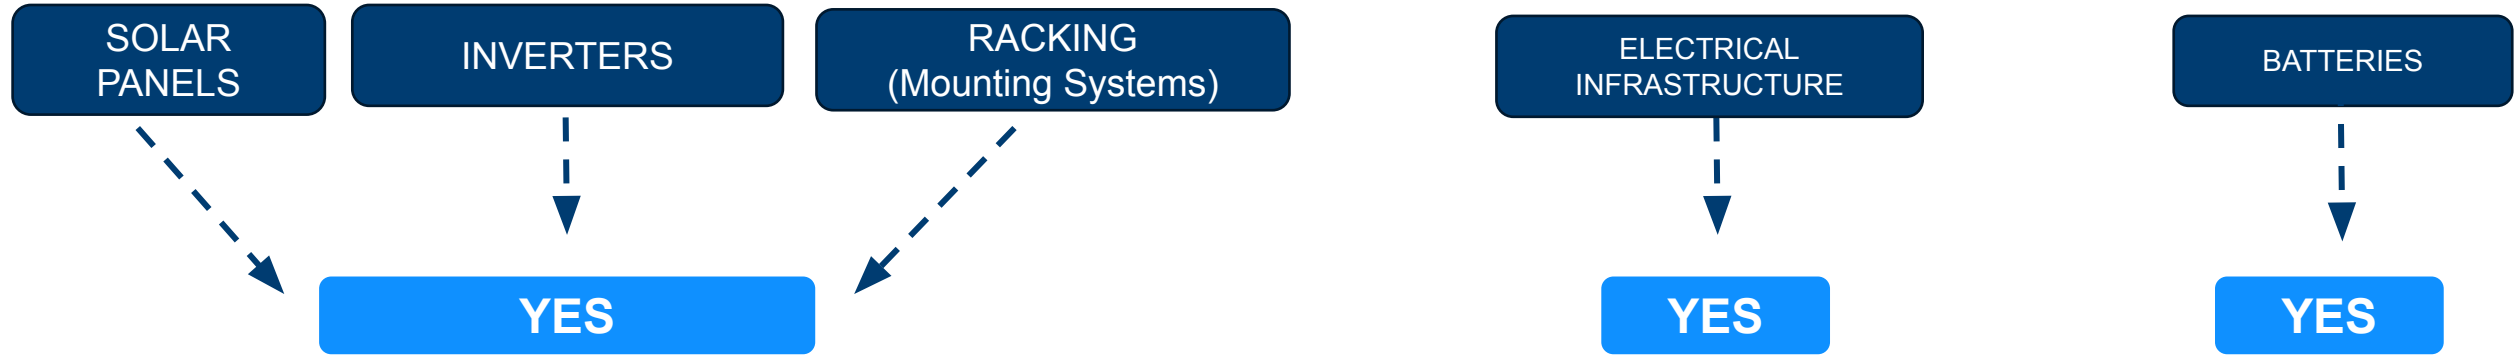 SOLAR
PANELS
INVERTERS
RACKING
(Mounting Systems)
ELECTRICAL
INFRASTRUCTURE
BATTERIES
YES
YES
YES